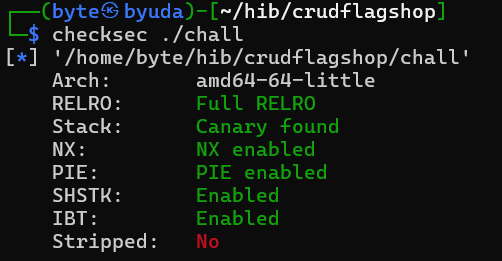 ┌──(byte㉿byuda)-[~/hib/crudflagshop]
└─$ checksec ./chall
[*] '/home/byte/hib/crudflagshop/chall'
    Arch:       amd64-64-little
    RELRO:      Full RELRO
    Stack:      Canary found
    NX:         NX enabled
    PIE:        PIE enabled
    SHSTK:      Enabled
    IBT:        Enabled
    Stripped:   No